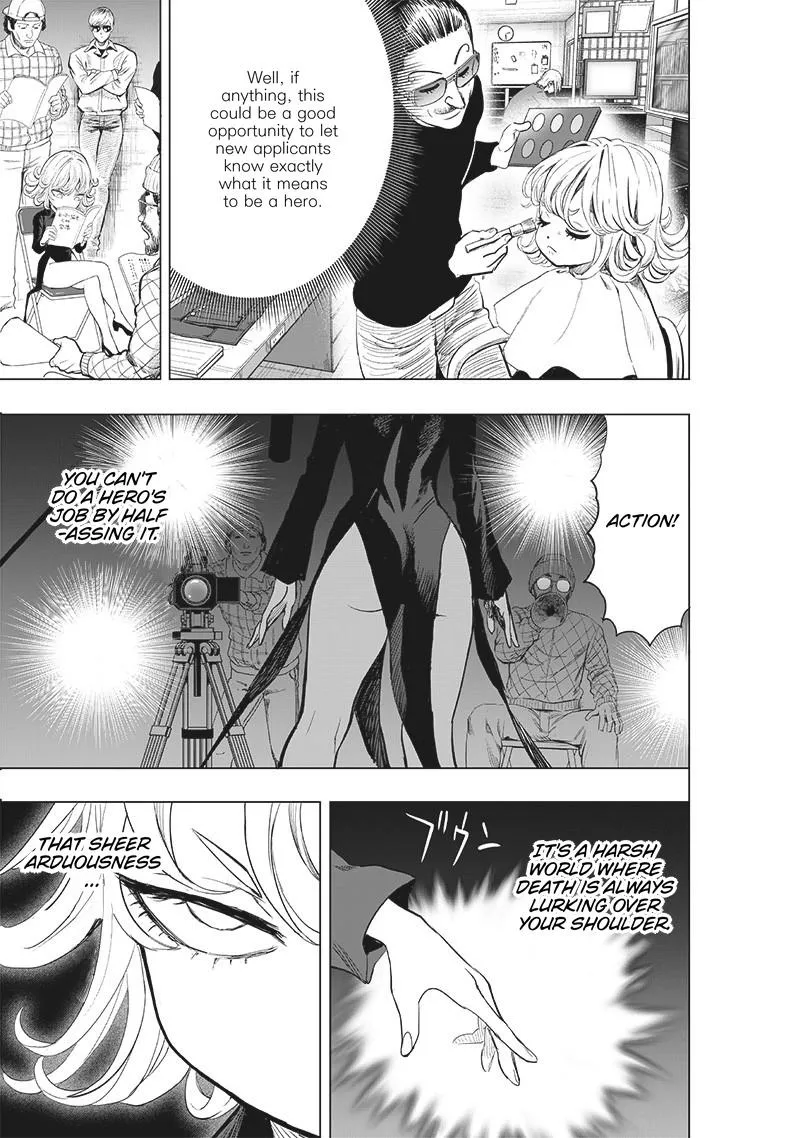 Well, if
anything, this
could be a good
opportunity to let
new applicants
know exactly
what it means
to be a hero.
ACTION!
YOU CAN'T
DO A HERO'S
JOB BY HALF
-ASSING IT.
ブゥン
IT'S A HARSH
WORLD WHERE
DEATH IS ALWAYS
LURKING OVER
YOUR SHOULDER.
THAT SHEER
ARDUOUSNESS
...